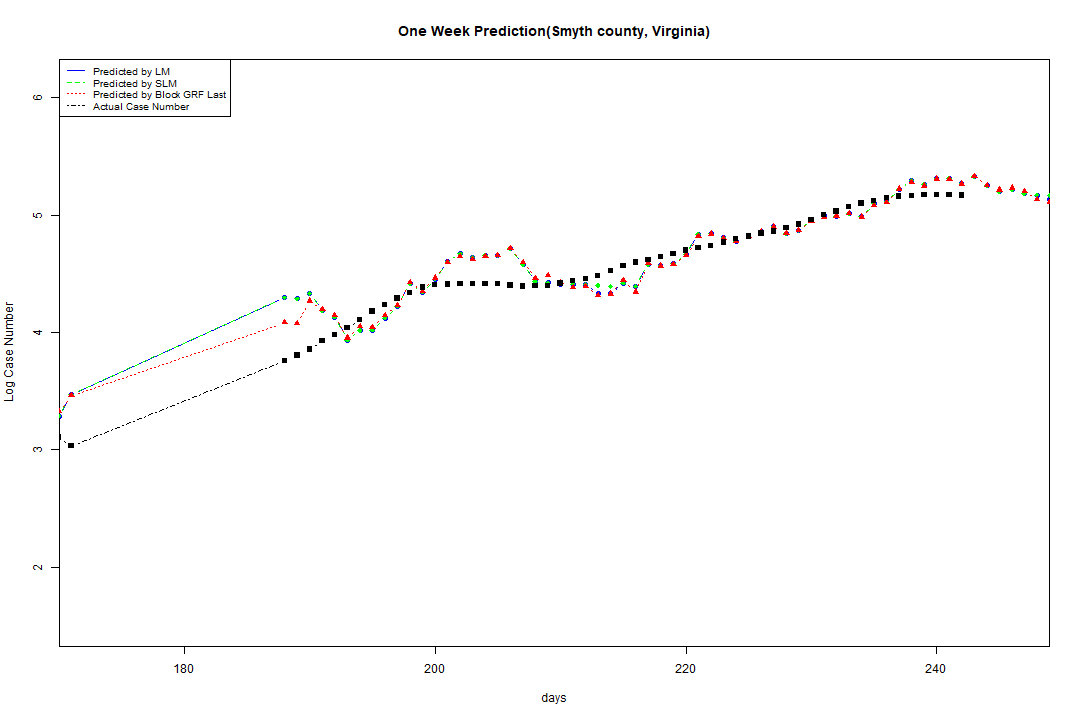 One Week Prediction(Smyth county, Virginia)
Predicted by LM
Predicted by SLM
Predicted by Block GRF Last
Actual Case Number
6
5
4
3
2
Log Case Number
180
200
220
240
days